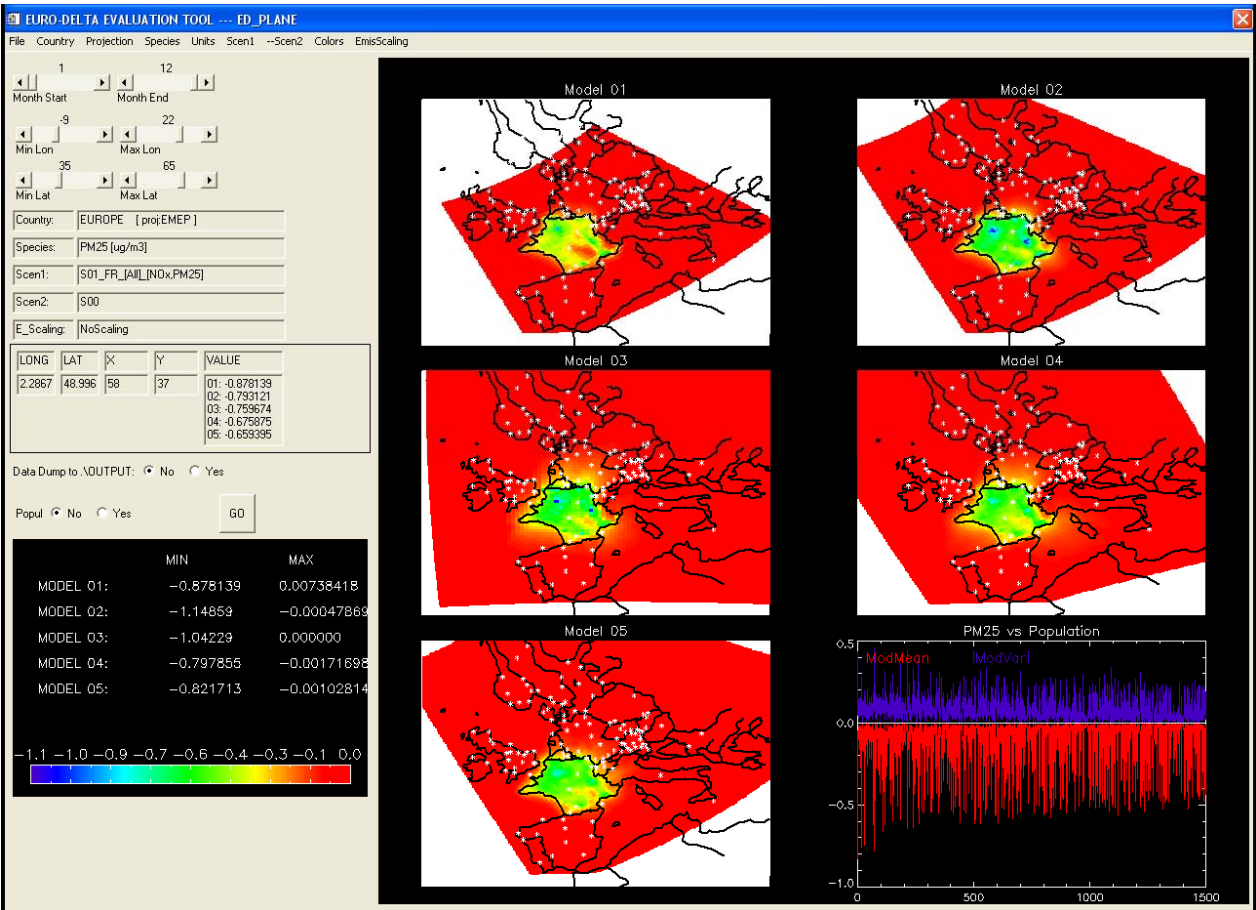 EURO-DELTA EVALUATION TOOL --- ED_PLANE
File Country Projection Species Units Scen1 --Scen2 Colors EmisScaling
1 12
Month Start Month End
-9 22
Min Lon Max Lon
35 65
Min Lat Max Lat
Country: EUROPE [ proj:EMEP ]
Species: PM25 [ug/m3]
Scen1: S01_FR_[All]_[NOx,PM25]
Scen2: S00
E_Scaling: NoScaling
LONG LAT X Y VALUE
2.2867 48.996 58 37 01: -0.878139
02: -0.793121
03: -0.759674
04: -0.675875
05: -0.659395
Data Dump to .\OUTPUT: No Yes
Popul No Yes GO
MIN MAX
MODEL 01: -0.878139 0.00738418
MODEL 02: -1.14859 -0.00047869
MODEL 03: -1.04229 0.000000
MODEL 04: -0.797855 -0.00171698
MODEL 05: -0.821713 -0.00102814
-1.1 -1.0 -0.9 -0.7 -0.6 -0.4 -0.3 -0.1 0.0
Model 01
Model 02
Model 03
Model 04
Model 05
PM25 vs Population
0.5
ModMean ModVar
0.0
-0.5
-1.0
0 500 1000 1500